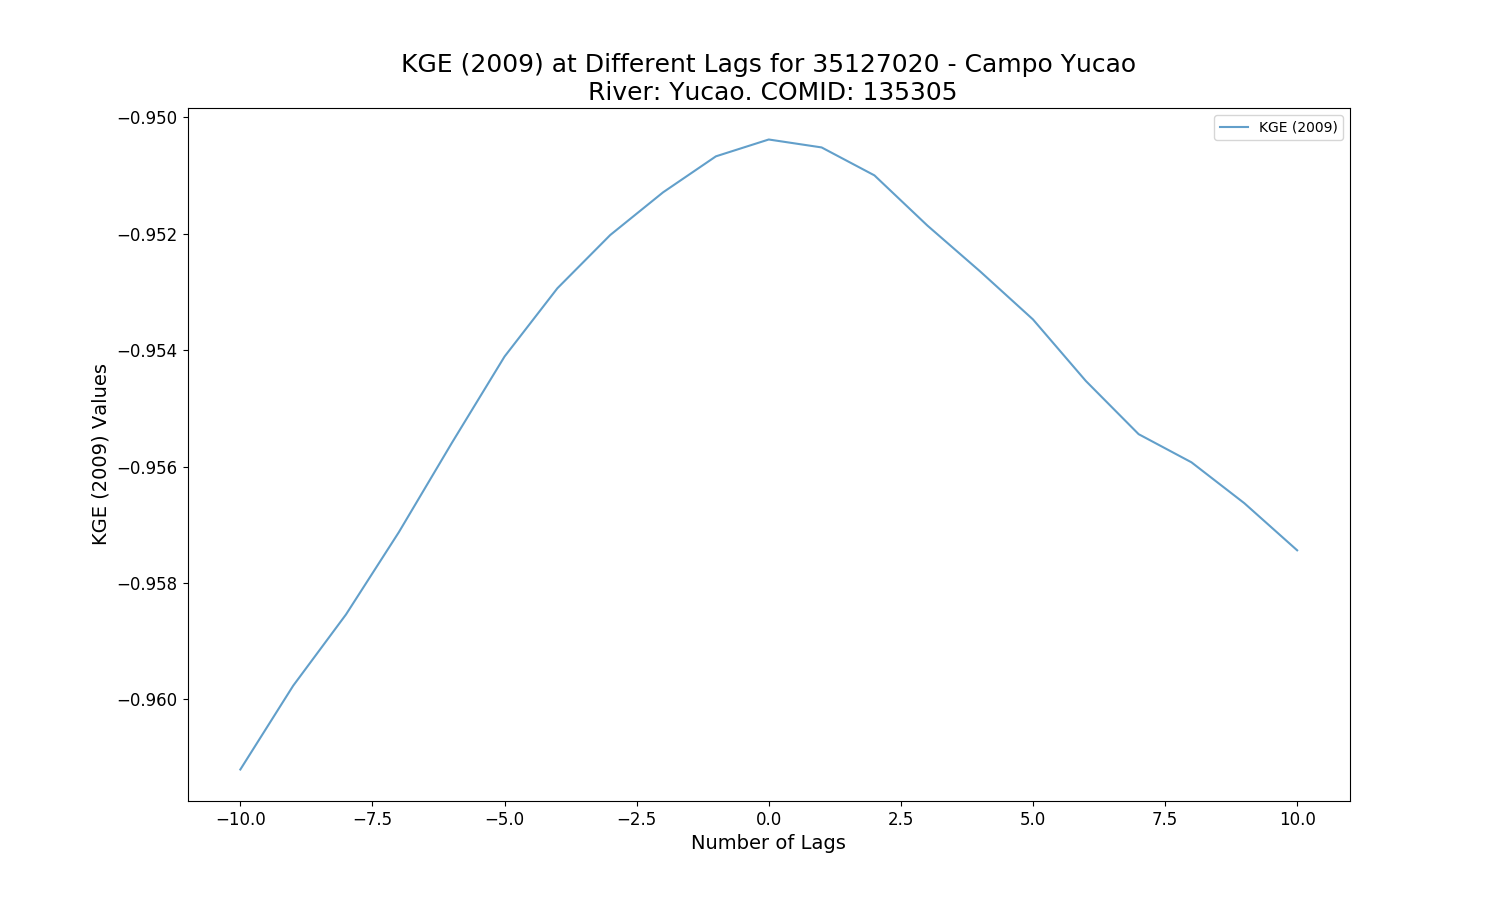 KGE (2009) at Different Lags for 35127020 - Campo Yucao
River: Yucao. COMID: 135305
KGE (2009)
−0.950
−0.952
−0.954
−0.956
−0.958
−0.960
KGE (2009) Values
−10.0 −7.5 −5.0 −2.5 0.0 2.5 5.0 7.5 10.0
Number of Lags